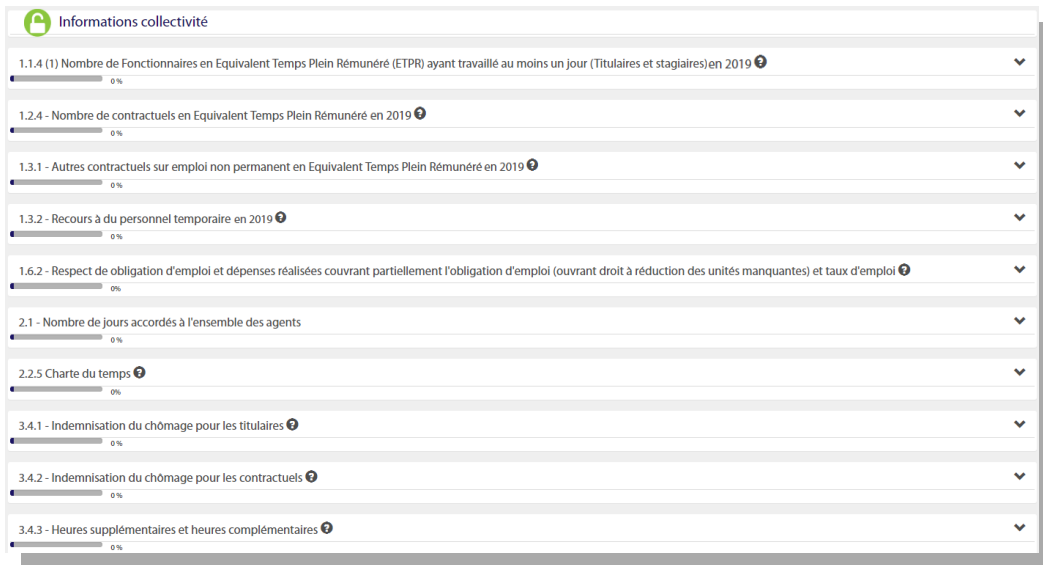 Informations collectivité
1.1.4 (1) Nombre de Fonctionnaires en Equivalent Temps Plein Rémunéré (ETPR) ayant travaillé au moins un jour (Titulaires et stagiaires) en 2019
0 %
1.2.4 - Nombre de contractuels en Equivalent Temps Plein Rémunéré en 2019
0 %
1.3.1 - Autres contractuels sur emploi non permanent en Equivalent Temps Plein Rémunéré en 2019
0 %
1.3.2 - Recours à du personnel temporaire en 2019
0 %
1.6.2 - Respect de obligation d'emploi et dépenses réalisées couvrant partiellement l'obligation d'emploi (ouvrant droit à réduction des unités manquantes) et taux d'emploi
0%
2.1 - Nombre de jours accordés à l'ensemble des agents
0 %
2.2.5 Charte du temps
0%
3.4.1 - Indemnisation du chômage pour les titulaires
0 %
3.4.2 - Indemnisation du chômage pour les contractuels
0 %
3.4.3 - Heures supplémentaires et heures complémentaires
0 %